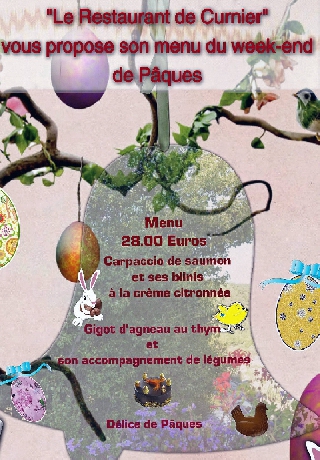 "Le Restaurant de Curnier"
vous propose son menu du week-end
de Pâques
Menu
28.00 Euros
Carpaccio de saumon
et ses blinis
à la crème citronnée
Gigot d'agneau au thym
et
son accompagnement de légumes
Délice de Pâques